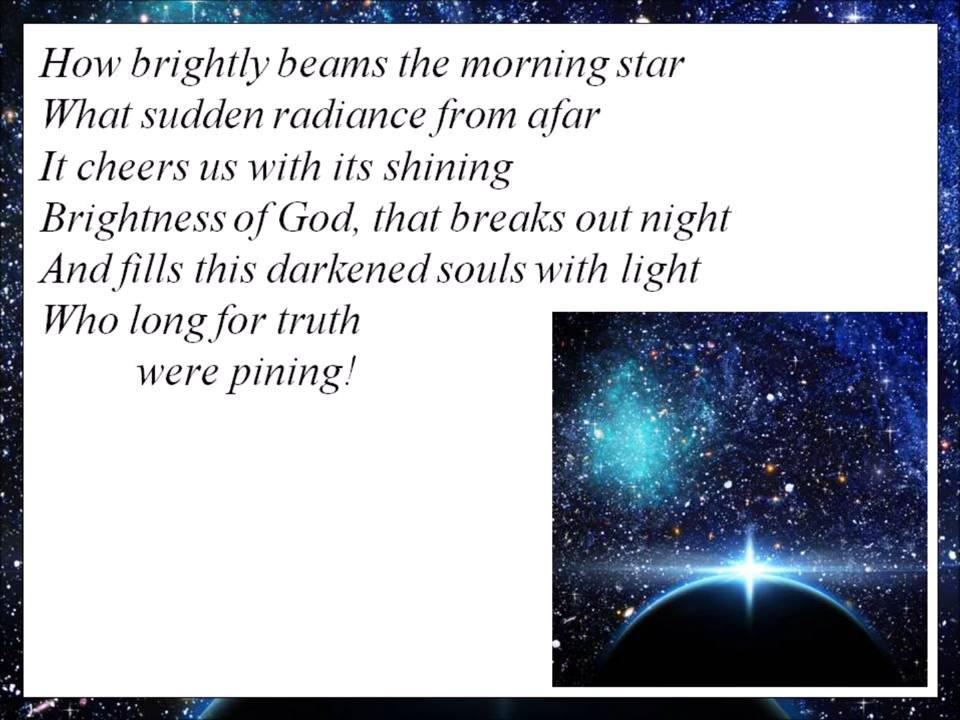 How brightly beams the morning star
What sudden radiance from afar
It cheers us with its shining
Brightness of God, that breaks out night
And fills this darkened souls with light
Who long for truth
were pining!